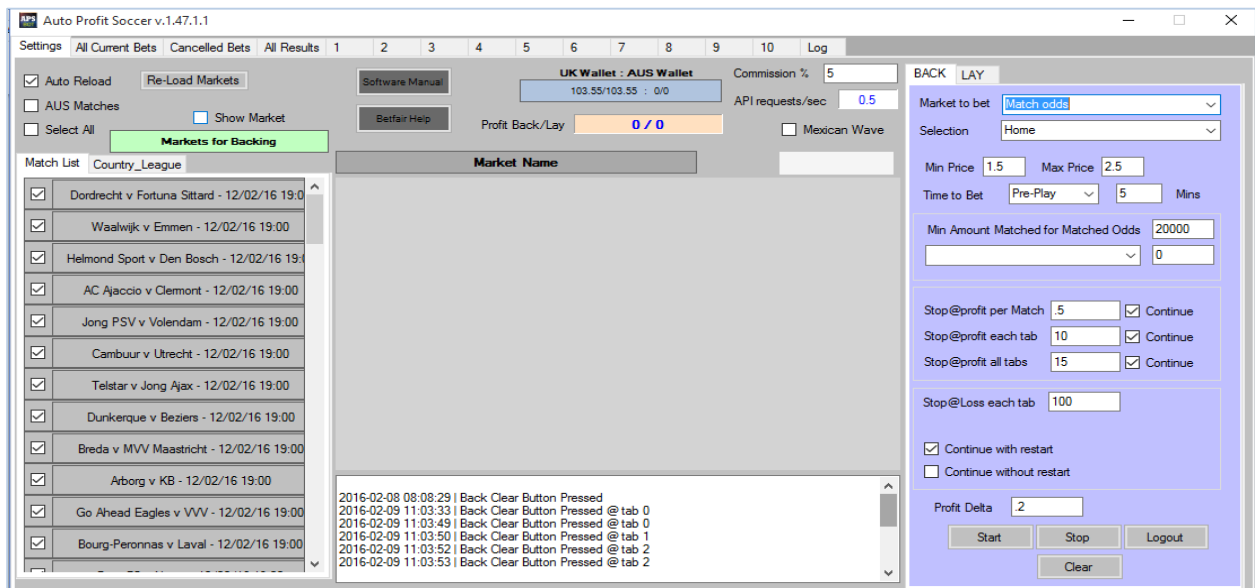 APS Auto Profit Soccer v.1.47.1.1
Settings All Current Bets Cancelled Bets All Results 1 2 3 4 5 6 7 8 9 10 Log
Auto Reload Re-Load Markets
AUS Matches
Show Market
Select All
Markets for Backing
Software Manual
Betfair Help
UK Wallet : AUS Wallet
103.55/103.55 : 0/0
Profit Back/Lay 0 / 0
Commission % 5
API requests/sec 0.5
Mexican Wave
Match List Country_League
Market Name
Dordrecht v Fortuna Sittard - 12/02/16 19:0
Waalwijk v Emmen - 12/02/16 19:00
Helmond Sport v Den Bosch - 12/02/16 19:
AC Ajaccio v Clermont - 12/02/16 19:00
Jong PSV v Volendam - 12/02/16 19:00
Cambuur v Utrecht - 12/02/16 19:00
Telstar v Jong Ajax - 12/02/16 19:00
Dunkerque v Beziers - 12/02/16 19:00
Breda v MVV Maastricht - 12/02/16 19:00
Arborg v KB - 12/02/16 19:00
Go Ahead Eagles v VVV - 12/02/16 19:00
Bourg-Peronnas v Laval - 12/02/16 19:00
2016-02-08 08:08:29 | Back Clear Button Pressed
2016-02-09 11:03:33 | Back Clear Button Pressed @ tab 0
2016-02-09 11:03:49 | Back Clear Button Pressed @ tab 0
2016-02-09 11:03:50 | Back Clear Button Pressed @ tab 1
2016-02-09 11:03:52 | Back Clear Button Pressed @ tab 2
2016-02-09 11:03:53 | Back Clear Button Pressed @ tab 2
BACK LAY
Market to bet Match odds
Selection Home
Min Price 1.5 Max Price 2.5
Time to Bet Pre-Play 5 Mins
Min Amount Matched for Matched Odds 20000
0
Stop@profit per Match .5 Continue
Stop@profit each tab 10 Continue
Stop@profit all tabs 15 Continue
Stop@Loss each tab 100
Continue with restart
Continue without restart
Profit Delta .2
Start Stop Logout
Clear